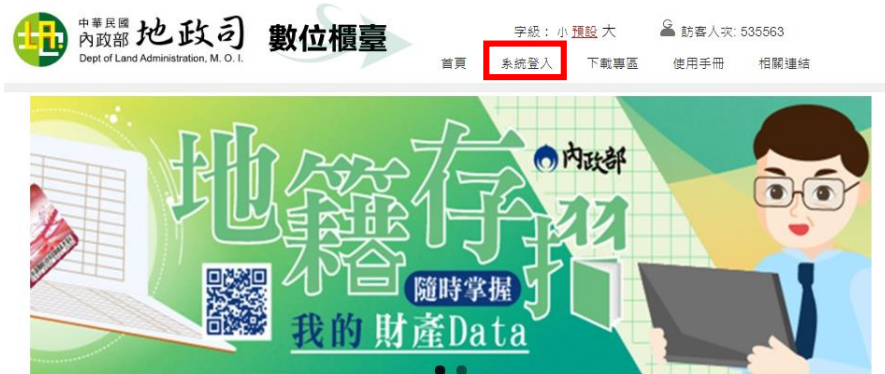 中華民國
內政部 地政司
Dept of Land Administration, M. O. I.
數位櫃臺
字級： 小 預設 大
訪客人次: 535563
首頁 系統登入 下載專區 使用手冊 相關連結
內政部
地籍存摺
隨時掌握
我的 財產Data